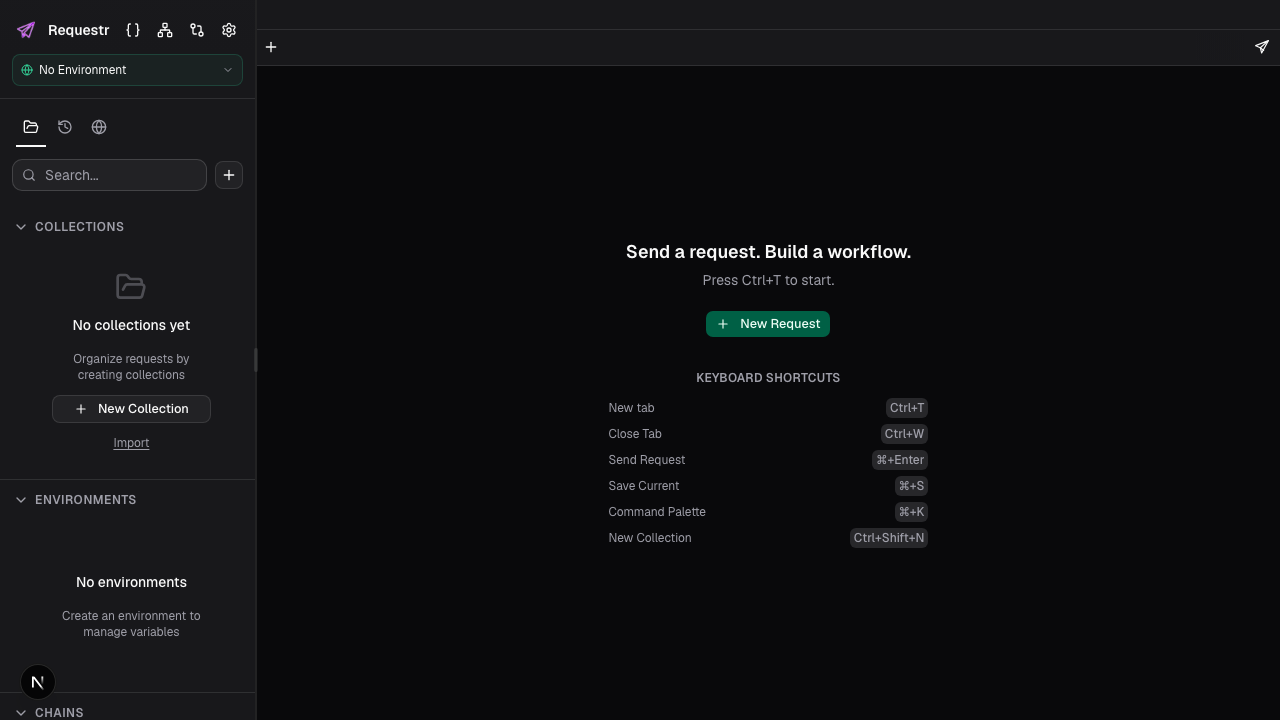 Requestr
No Environment
Search...
COLLECTIONS
No collections yet
Organize requests by
creating collections
New Collection
Import
ENVIRONMENTS
No environments
Create an environment to
manage variables
N
CHAINS
Send a request. Build a workflow.
Press Ctrl+T to start.
New Request
KEYBOARD SHORTCUTS
New tab Ctrl+T
Close Tab Ctrl+W
Send Request ⌘+Enter
Save Current ⌘+S
Command Palette ⌘+K
New Collection Ctrl+Shift+N